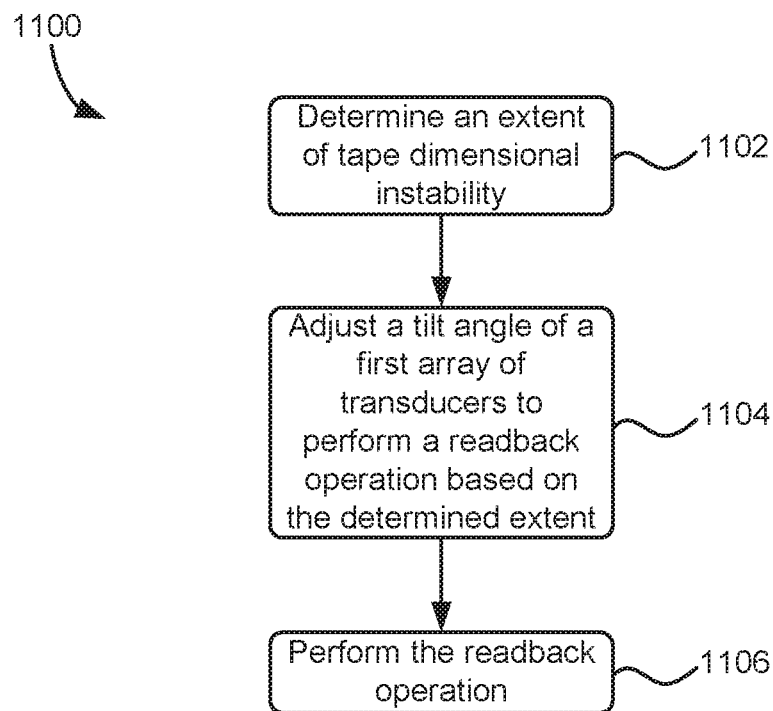 1100
Determine an extent
of tape dimensional
instability
1102
Adjust a tilt angle of a
first array of
transducers to
perform a readback
operation based on
the determined extent
1104
Perform the readback
operation
1106